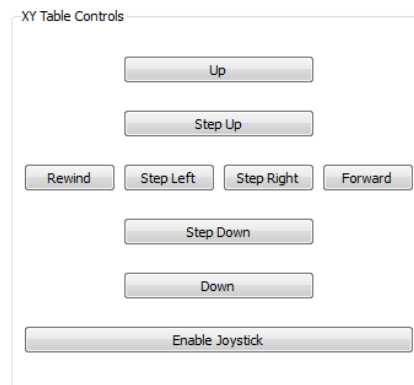 XY Table Controls
Up
Step Up
Rewind Step Left Step Right Forward
Step Down
Down
Enable Joystick